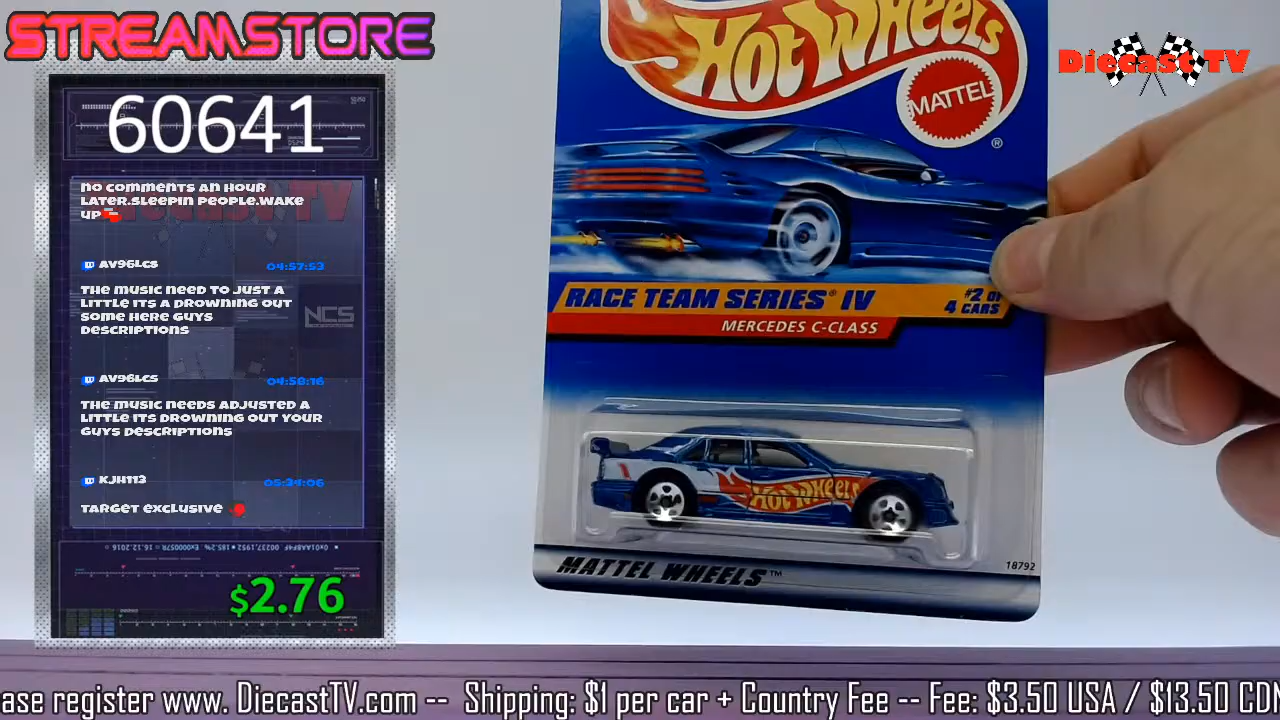 STREAMSTORE
60641
NO COMMENTS AN HOUR
LATER.SLEEPIN PEOPLE.WAKE
UP
AV96LCS 04:57:53
THE MUSIC NEED TO JUST A
LITTLE ITS A DROWNING OUT
SOME HERE GUYS
DESCRIPTIONS
NCS
AV96LCS 04:58:16
THE MUSIC NEEDS ADJUSTED A
LITTLE ITS DROWNING OUT YOUR
GUYS DESCRIPTIONS
KJH113 05:34:06
TARGET EXCLUSIVE
$2.76
HOT WHEELS
MATTEL
®
RACE TEAM SERIES® IV
#2 OF
4 CARS
MERCEDES C-CLASS
HOT WHEELS
18792
MATTEL WHEELS™
Diecast TV
ase register www. DiecastTV.com -- Shipping: $1 per car + Country Fee -- Fee: $3.50 USA / $13.50 CDN